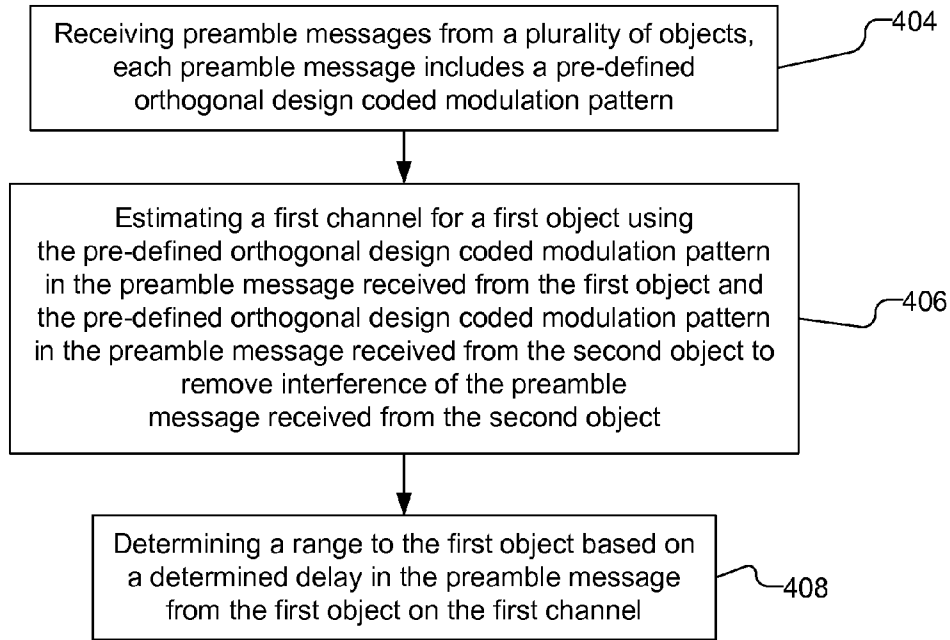 Receiving preamble messages from a plurality of objects,
each preamble message includes a pre-defined
orthogonal design coded modulation pattern
404
Estimating a first channel for a first object using
the pre-defined orthogonal design coded modulation pattern
in the preamble message received from the first object and
the pre-defined orthogonal design coded modulation pattern
in the preamble message received from the second object to
remove interference of the preamble
message received from the second object
406
Determining a range to the first object based on
a determined delay in the preamble message
from the first object on the first channel
408